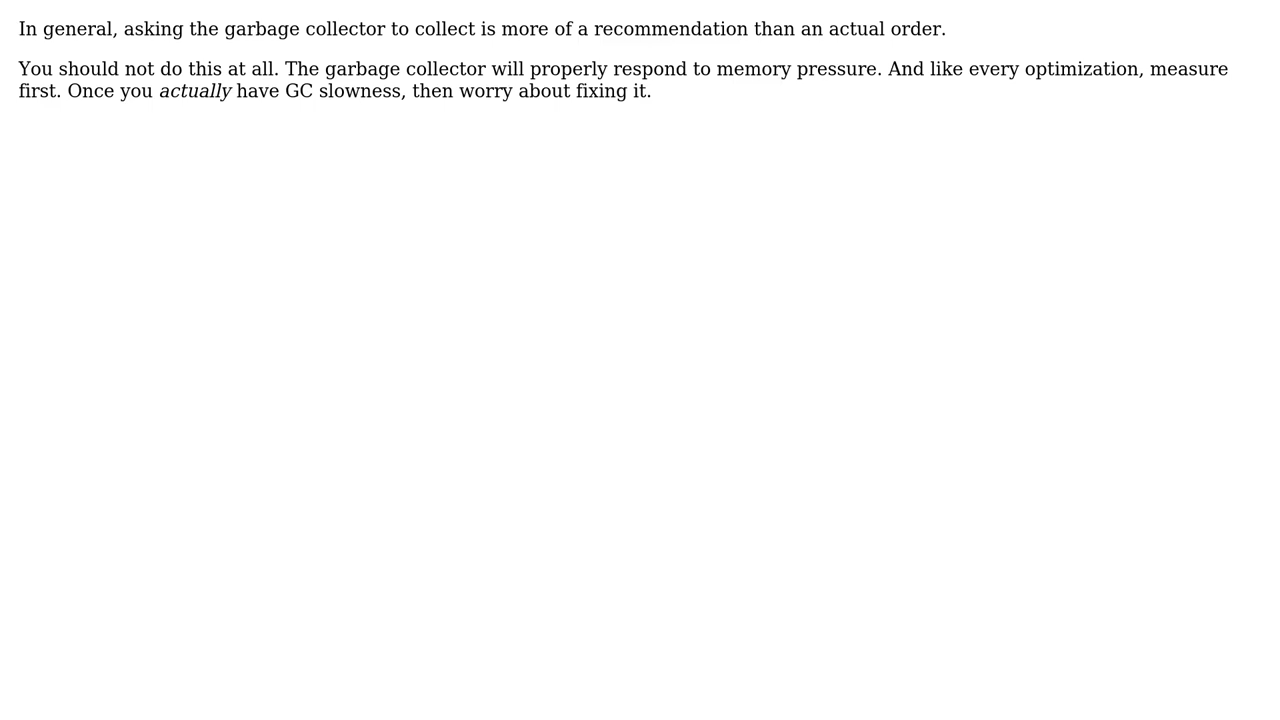 In general, asking the garbage collector to collect is more of a recommendation than an actual order.
You should not do this at all. The garbage collector will properly respond to memory pressure. And like every optimization, measure
first. Once you actually have GC slowness, then worry about fixing it.